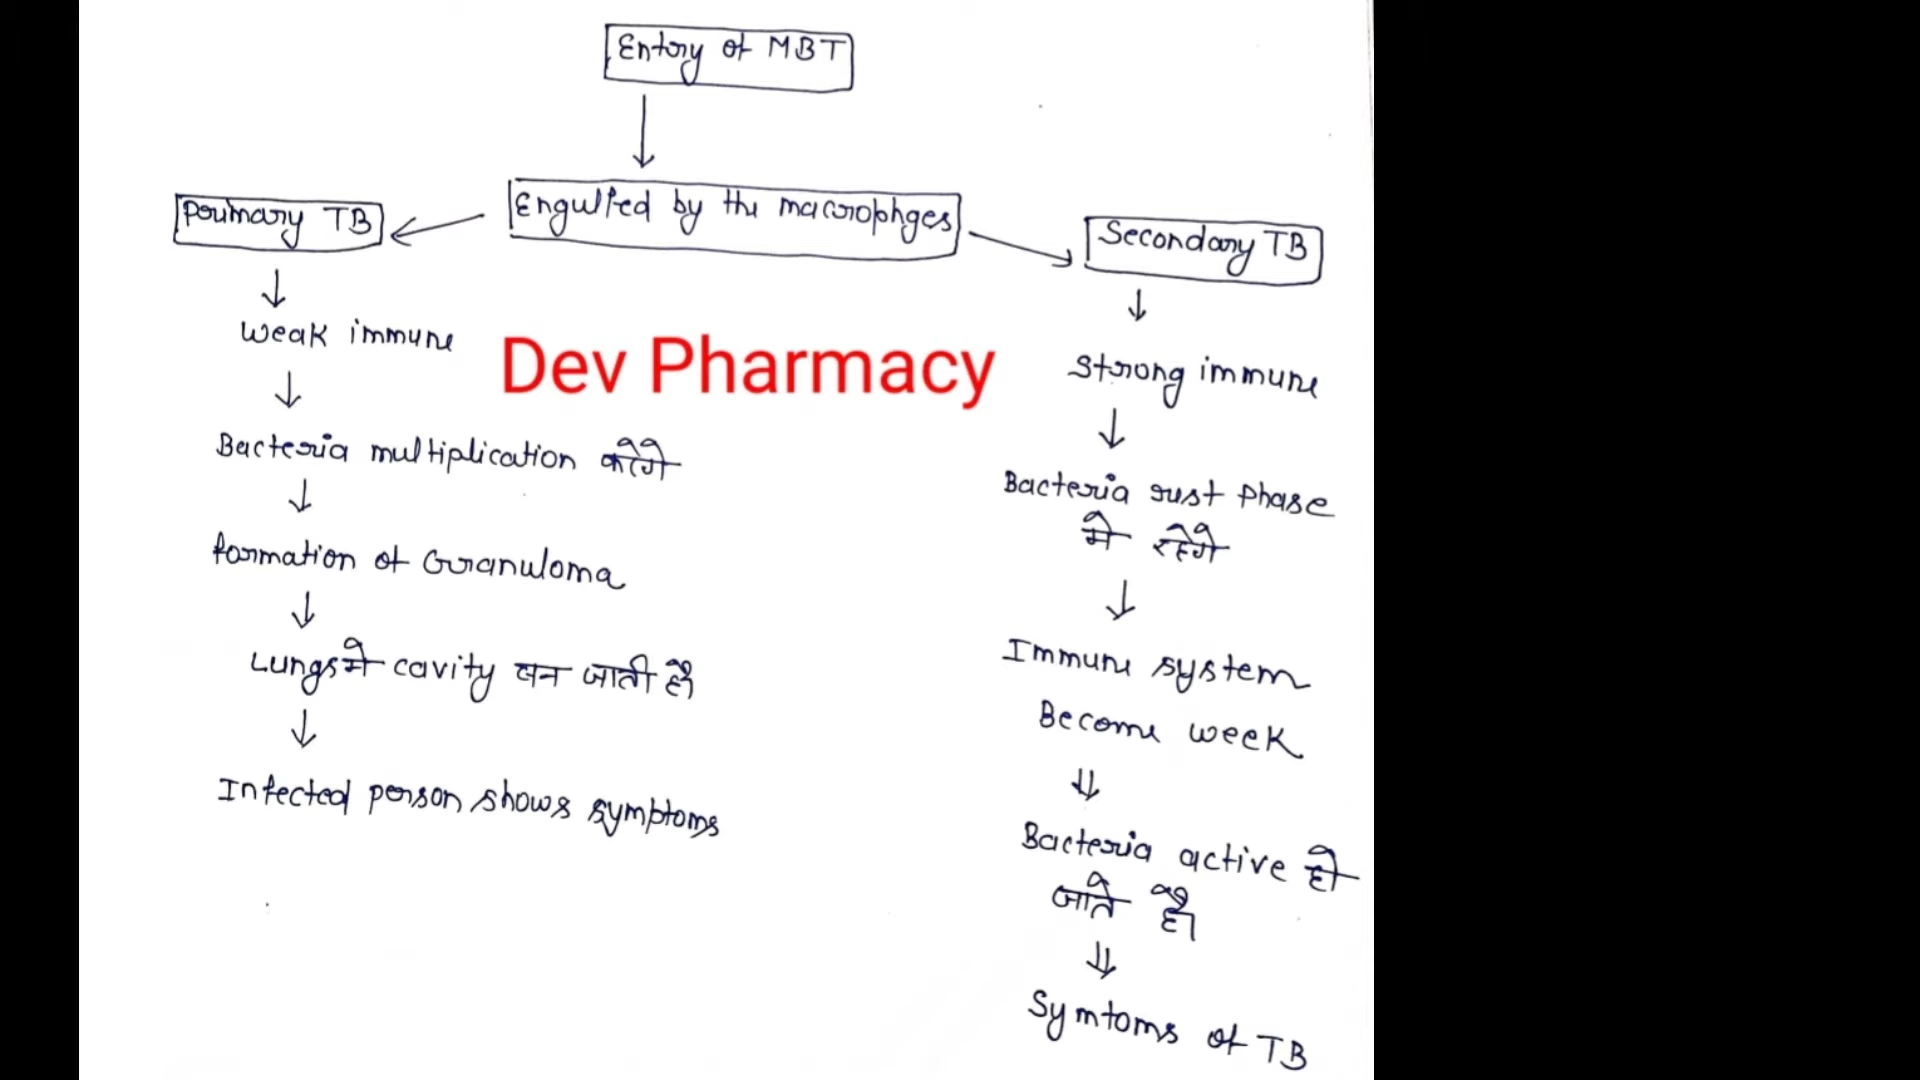 Entry of MBT
Engulfed by the macrophges
Primary TB
Weak immune
Bacteria multiplication करेगे
formation of Granuloma
Lungs मे cavity बन जाती है
Infected person shows symptoms
Dev Pharmacy
Secondary TB
Strong immune
Bacteria rust Phase
मे रहेगे
Immune system
Become week
Bacteria active हो
जाते है।
Symtoms of TB